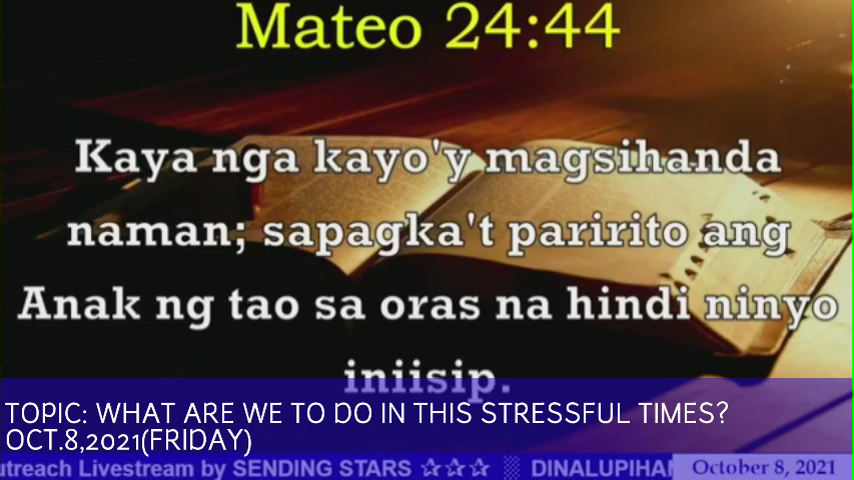 Mateo 24:44
Kaya nga kayo'y magsihanda
naman; sapagka't paririto ang
Anak ng tao sa oras na hindi ninyo
iniisip.
TOPIC: WHAT ARE WE TO DO IN THIS STRESSFUL TIMES?
OCT.8,2021(FRIDAY)
utreach Livestream by SENDING STARS ✰✰✰ ░ DINALUPIHAN October 8, 2021